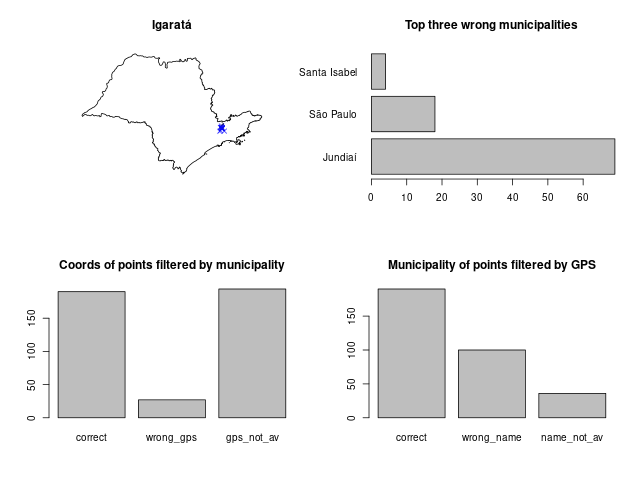 Igaratá
Top three wrong municipalities
Santa Isabel
São Paulo
Jundiaí
0 10 20 30 40 50 60
Coords of points filtered by municipality
0 50 100 150
correct wrong_gps gps_not_av
Municipality of points filtered by GPS
0 50 100 150
correct wrong_name name_not_av